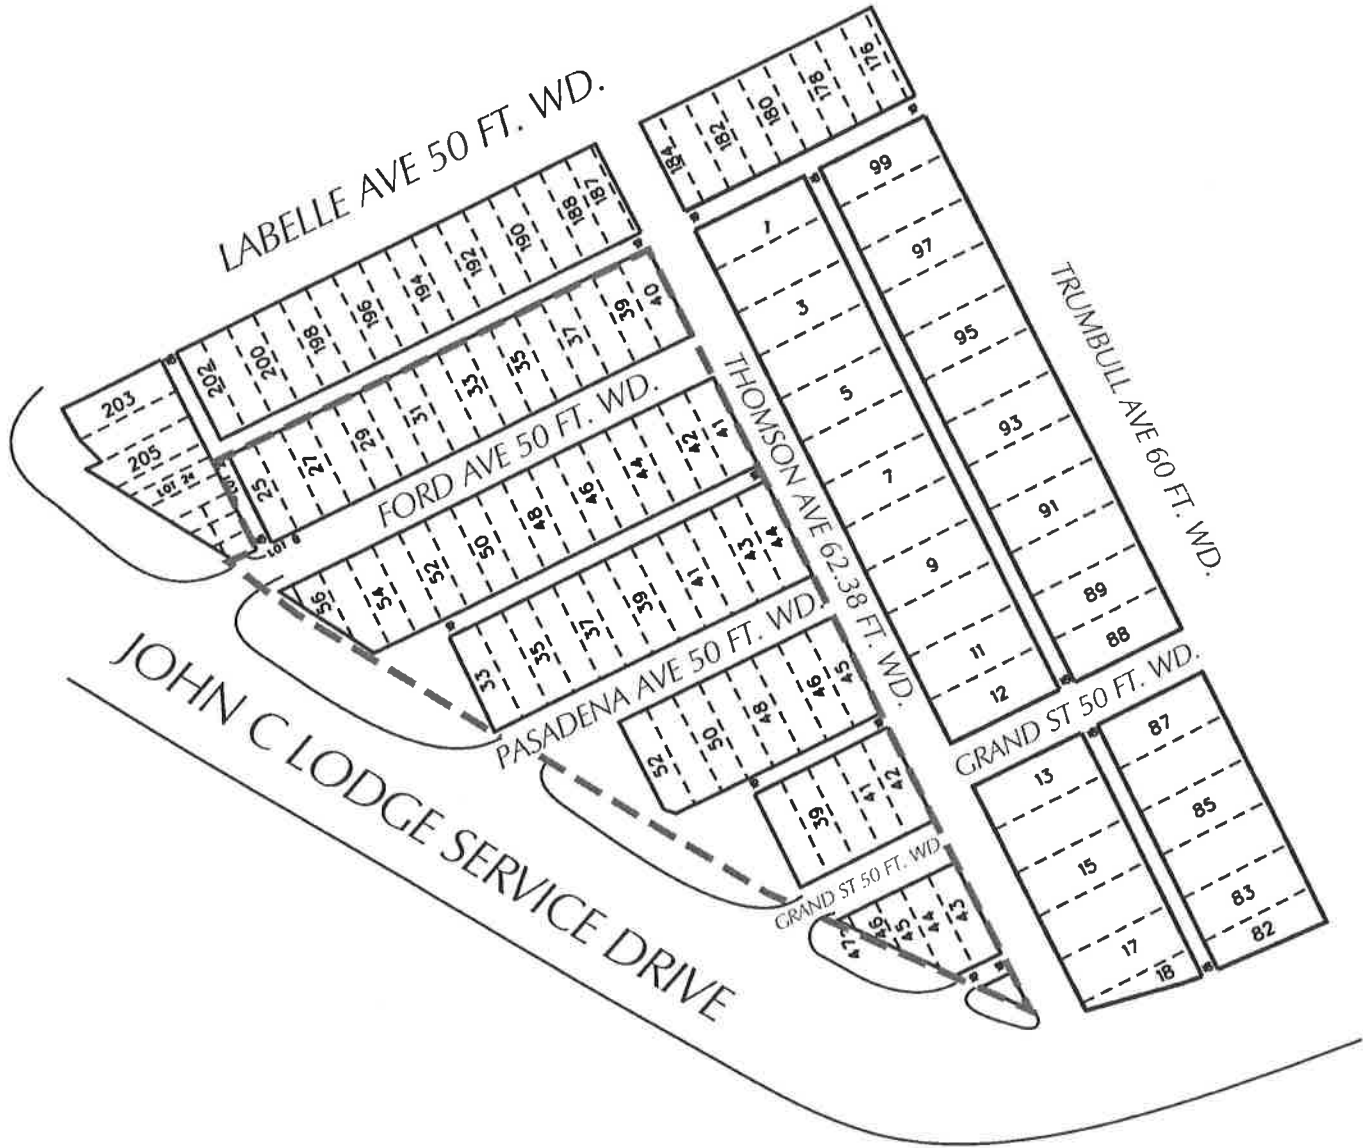 LABELLE AVE 50 FT. WD.
184 182 180 178 176
202 200 198 196 194 192 190 188 187
203
205
LOT 24
25 27 29 31 33 35 37 39 40
LOT
FORD AVE 50 FT. WD.
56 54 52 50 48 46 44 42 41
33 35 37 39 41 43 44
PASADENA AVE 50 FT. WD.
52 50 48 46 45
39 41 42
GRAND ST 50 FT. WD
47 46 45 44 43
THOMSON AVE 62.38 FT. WD.
1
3
5
7
9
11
12
99
97
95
93
91
89
88
TRUMBULL AVE 60 FT. WD.
GRAND ST 50 FT. WD.
13
15
17
18
87
85
83
82
JOHN C LODGE SERVICE DRIVE